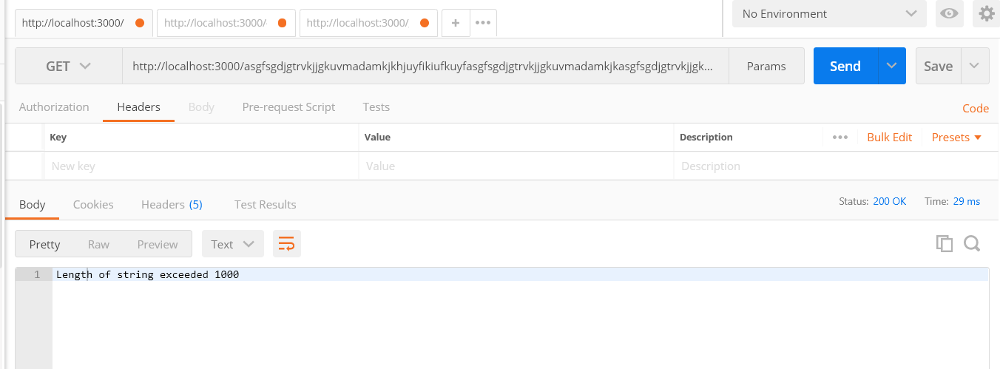 http://localhost:3000/ http://localhost:3000/ http://localhost:3000/ + ••• No Environment
GET http://localhost:3000/asgfsgdjgtrvkjjgkuvmadamkjkhjuyfikiufkuyfasgfsgdjgtrvkjjgkuvmadamkjkasgfsgdjgtrvkjjgk... Params Send Save
Authorization Headers Body Pre-request Script Tests Code
Key Value Description ••• Bulk Edit Presets
New key Value Description
Body Cookies Headers (5) Test Results Status: 200 OK Time: 29 ms
Pretty Raw Preview Text
1 Length of string exceeded 1000